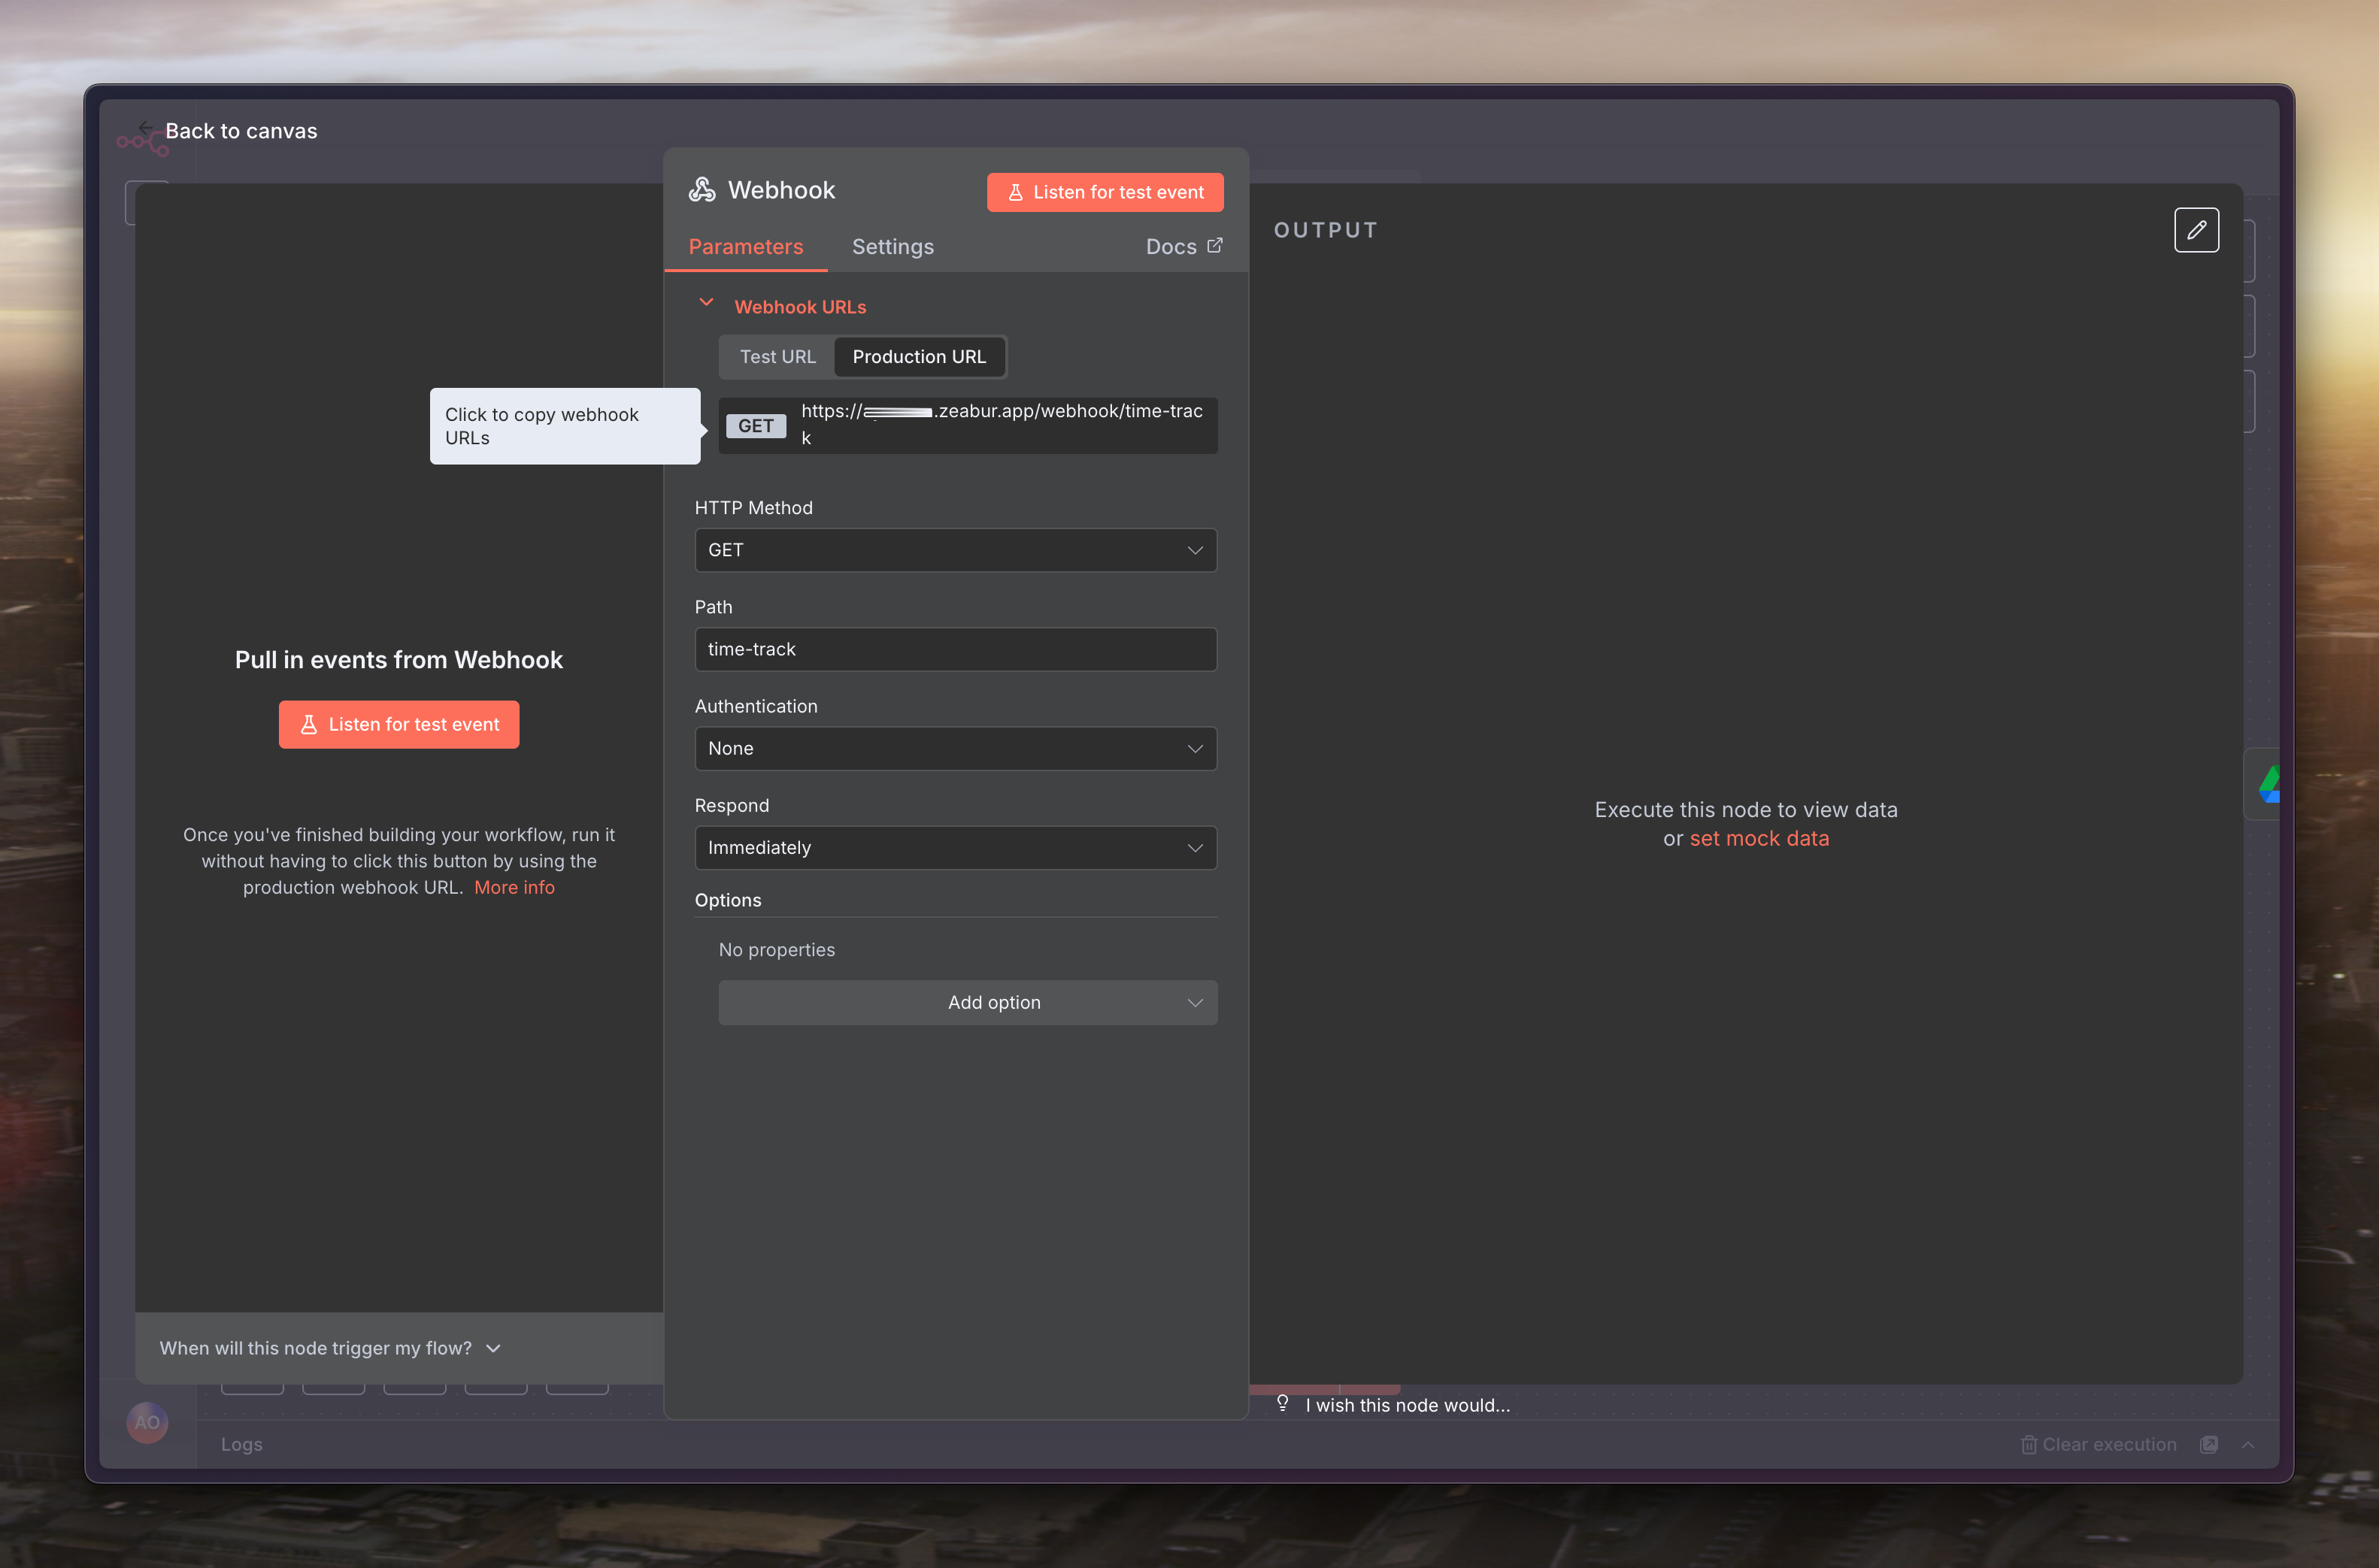 Back to canvas
Webhook
Listen for test event
Parameters
Settings
Docs
Webhook URLs
Test URL
Production URL
Click to copy webhook
URLs
GET
https://
.zeabur.app/webhook/time-trac
k
HTTP Method
GET
Path
time-track
Authentication
None
Respond
Immediately
Options
No properties
Add option
Pull in events from Webhook
Listen for test event
Once you've finished building your workflow, run it
without having to click this button by using the
production webhook URL. More info
When will this node trigger my flow?
OUTPUT
Execute this node to view data
or set mock data
I wish this node would...
AO
Logs
Clear execution